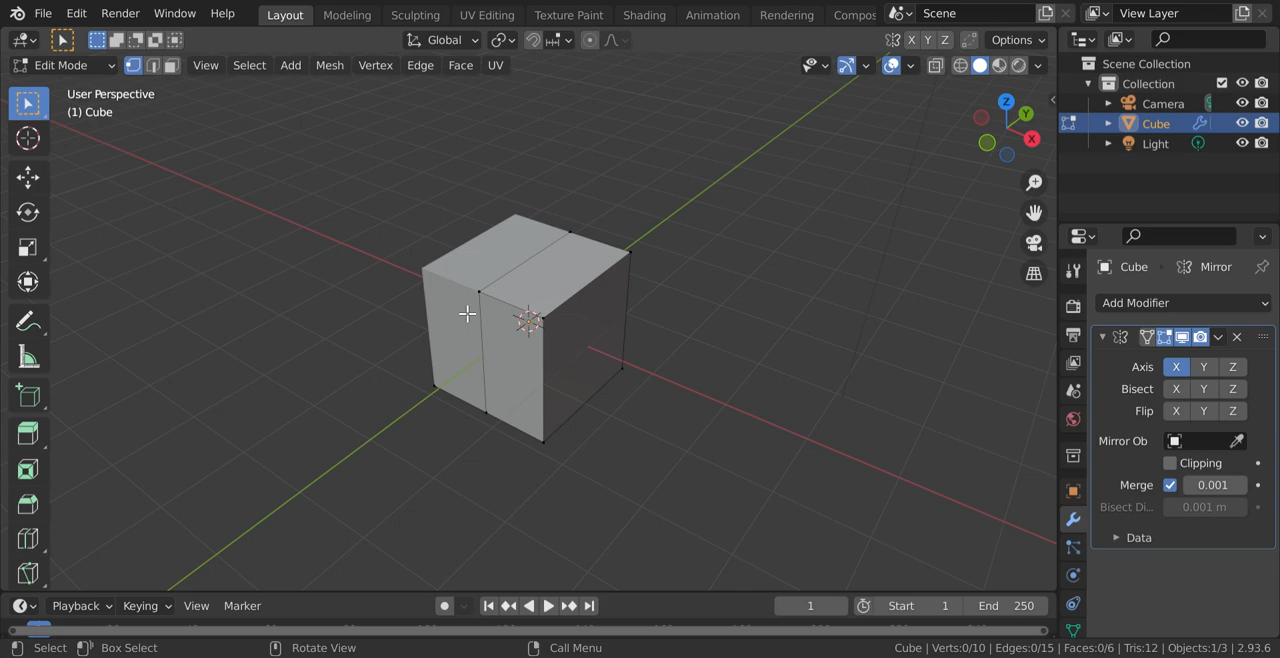 File Edit Render Window Help Layout Modeling Sculpting UV Editing Texture Paint Shading Animation Rendering Compos Scene View Layer
Global Options
Edit Mode View Select Add Mesh Vertex Edge Face UV
X Y Z
User Perspective
(1) Cube
Z
Y
X
Scene Collection
Collection
Camera
Cube
Light
Cube Mirror
Add Modifier
Axis X Y Z
Bisect X Y Z
Flip X Y Z
Mirror Ob
Clipping
Merge 0.001
Bisect Di... 0.001 m
Data
Playback Keying View Marker 1 Start 1 End 250
Select Box Select Rotate View Call Menu Cube | Verts:0/10 | Edges:0/15 | Faces:0/6 | Tris:12 | Objects:1/3 | 2.93.6